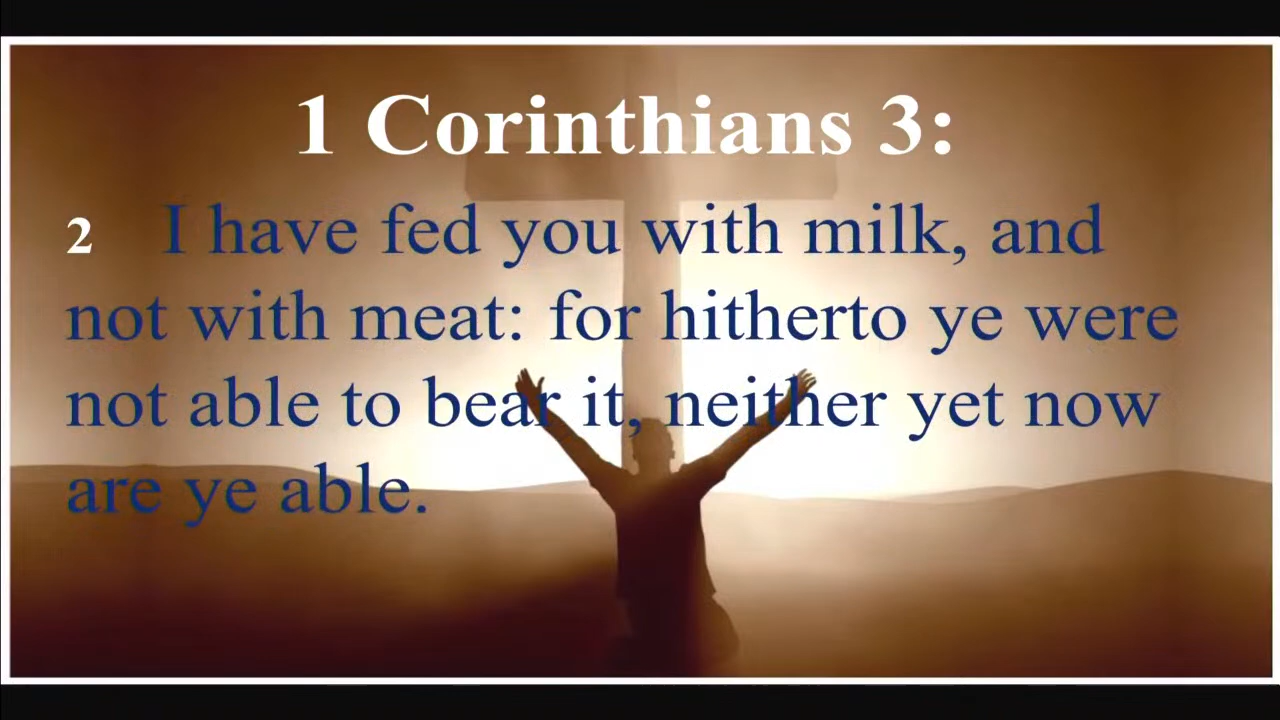 1 Corinthians 3:
2 I have fed you with milk, and
not with meat: for hitherto ye were
not able to bear it, neither yet now
are ye able.